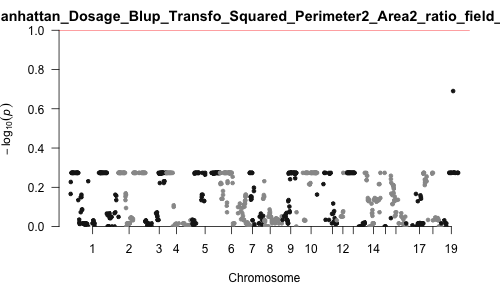 anhattan_Dosage_Blup_Transfo_Squared_Perimeter2_Area2_ratio_field_
1.0
0.8
0.6
0.4
0.2
0.0
− log10(p)
1 2 3 4 5 6 7 8 9 10 12 14 17 19
Chromosome